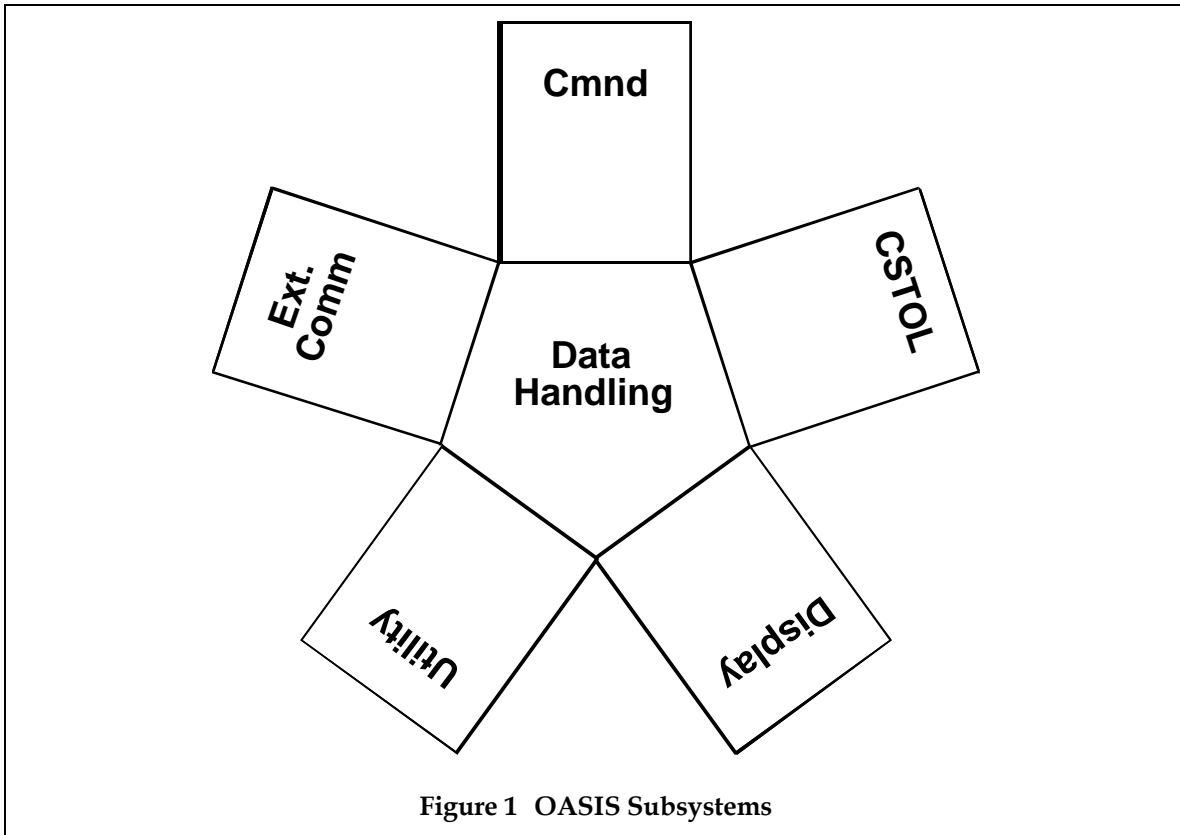 Cmnd
Ext.
Comm
CSTOL
Data
Handling
Utility
Display
Figure 1 OASIS Subsystems